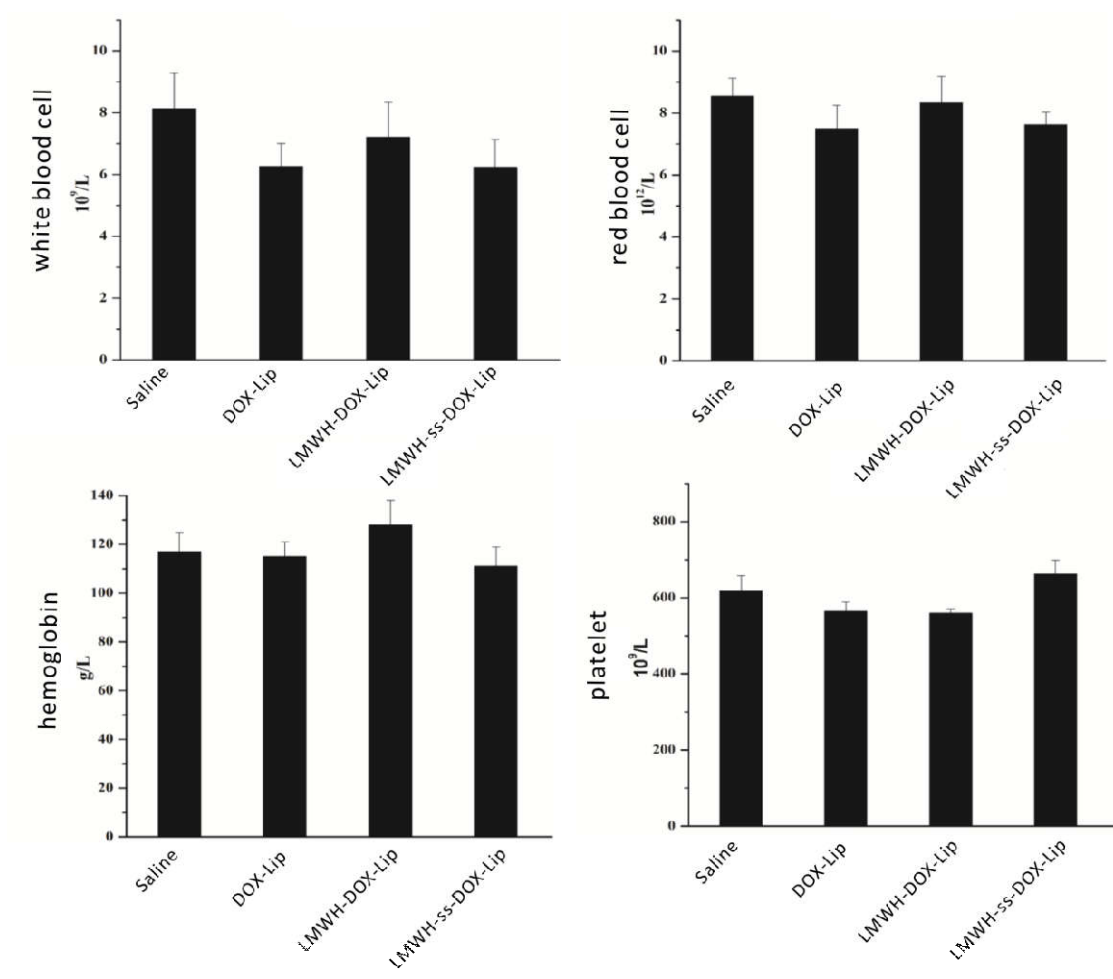 white blood cell
10⁹/L
10
8
6
4
2
0
Saline
DOX-Lip
LMWH-DOX-Lip
LMWH-ss-DOX-Lip
red blood cell
10¹²/L
10
8
6
4
2
0
Saline
DOX-Lip
LMWH-DOX-Lip
LMWH-ss-DOX-Lip
hemoglobin
g/L
140
120
100
80
60
40
20
0
Saline
DOX-Lip
LMWH-DOX-Lip
LMWH-ss-DOX-Lip
platelet
10⁹/L
800
600
400
200
0
Saline
DOX-Lip
LMWH-DOX-Lip
LMWH-ss-DOX-Lip